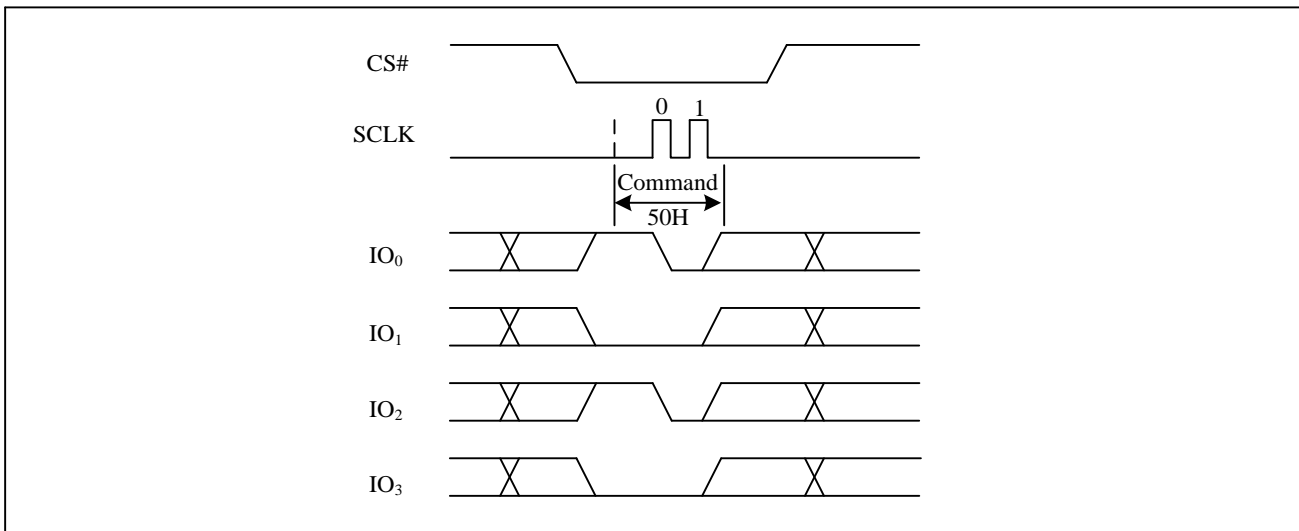 CS#
0 1
SCLK
Command
50H
IO0
IO1
IO2
IO3